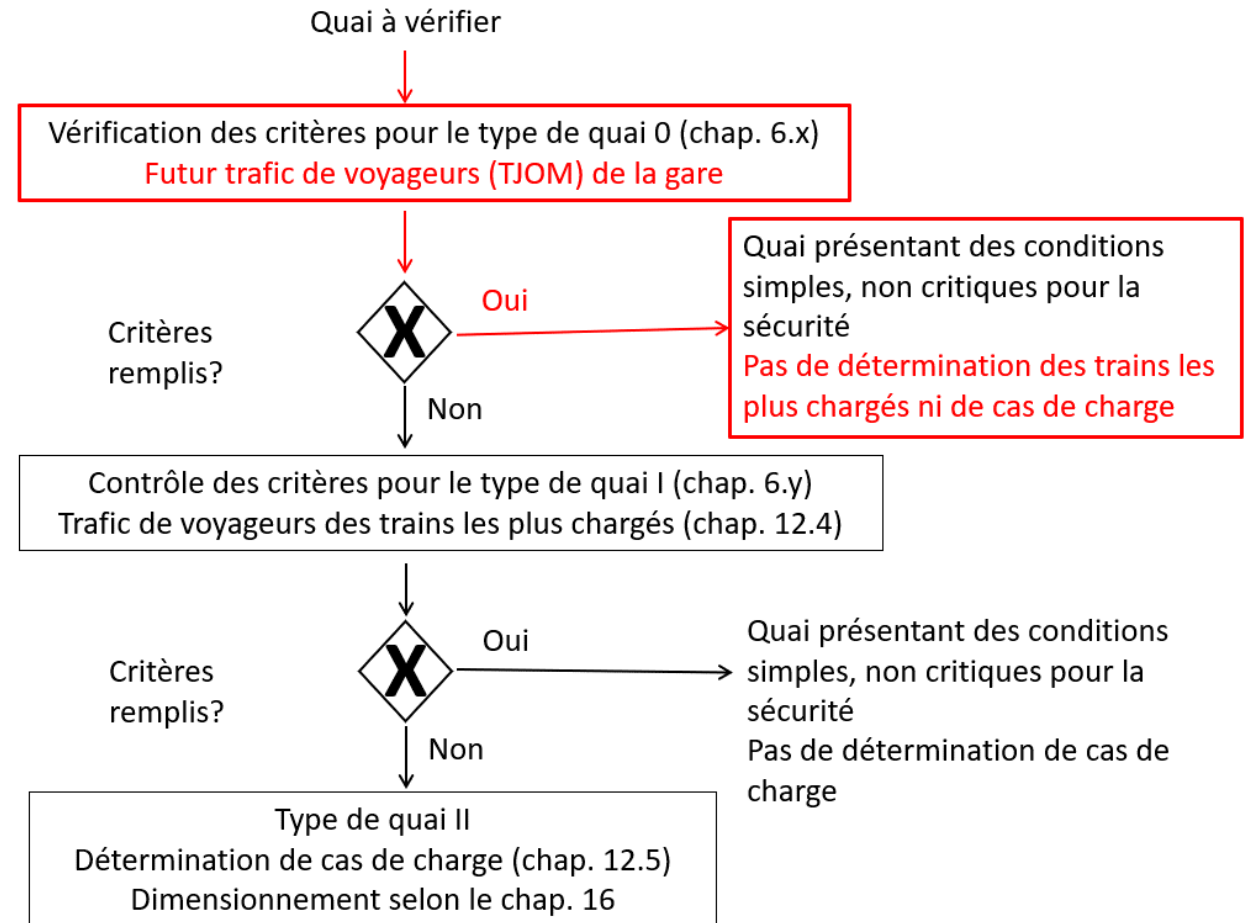 Quai à vérifier
Vérification des critères pour le type de quai 0 (chap. 6.x)
Futur trafic de voyageurs (TJOM) de la gare
Critères
remplis?
X
Oui
Non
Quai présentant des conditions
simples, non critiques pour la
sécurité
Pas de détermination des trains les
plus chargés ni de cas de charge
Contrôle des critères pour le type de quai I (chap. 6.y)
Trafic de voyageurs des trains les plus chargés (chap. 12.4)
Critères
remplis?
X
Oui
Non
Quai présentant des conditions
simples, non critiques pour la
sécurité
Pas de détermination de cas de
charge
Type de quai II
Détermination de cas de charge (chap. 12.5)
Dimensionnement selon le chap. 16